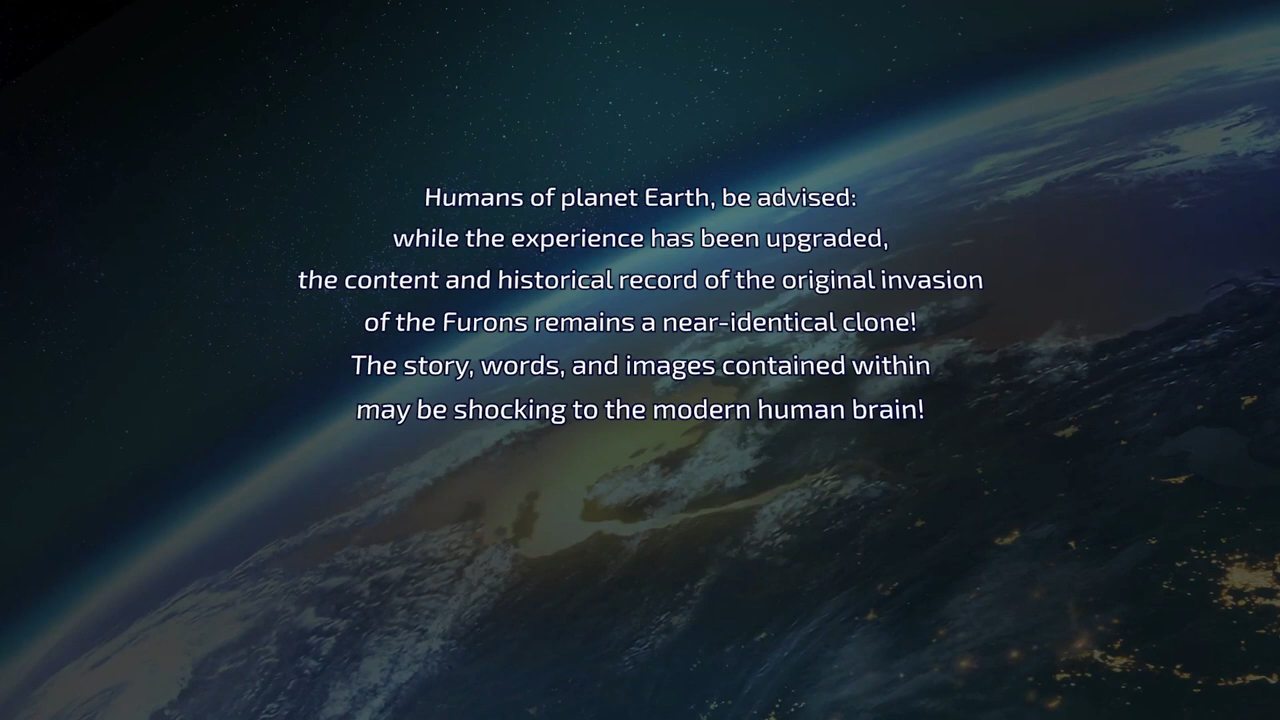 Humans of planet Earth, be advised:
while the experience has been upgraded,
the content and historical record of the original invasion
of the Furons remains a near-identical clone!
The story, words, and images contained within
may be shocking to the modern human brain!